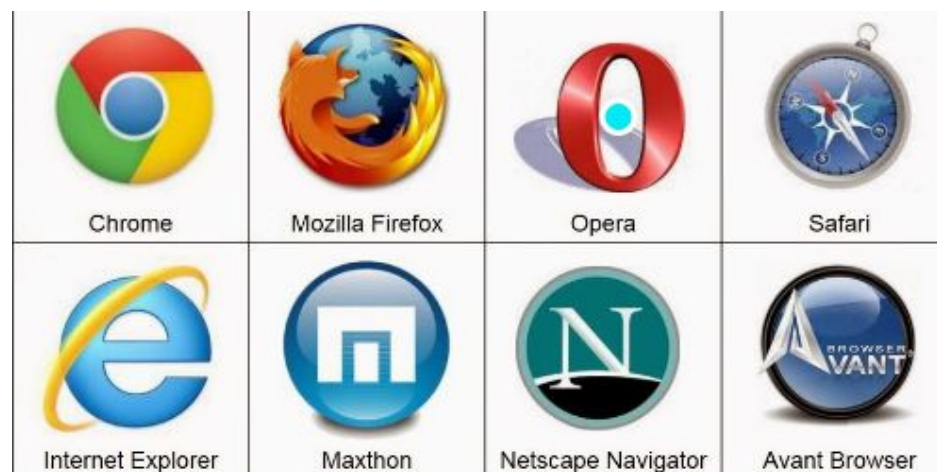 Chrome
Mozilla Firefox
Opera
Safari
N
BROWSER
AVANT
Internet Explorer
Maxthon
Netscape Navigator
Avant Browser